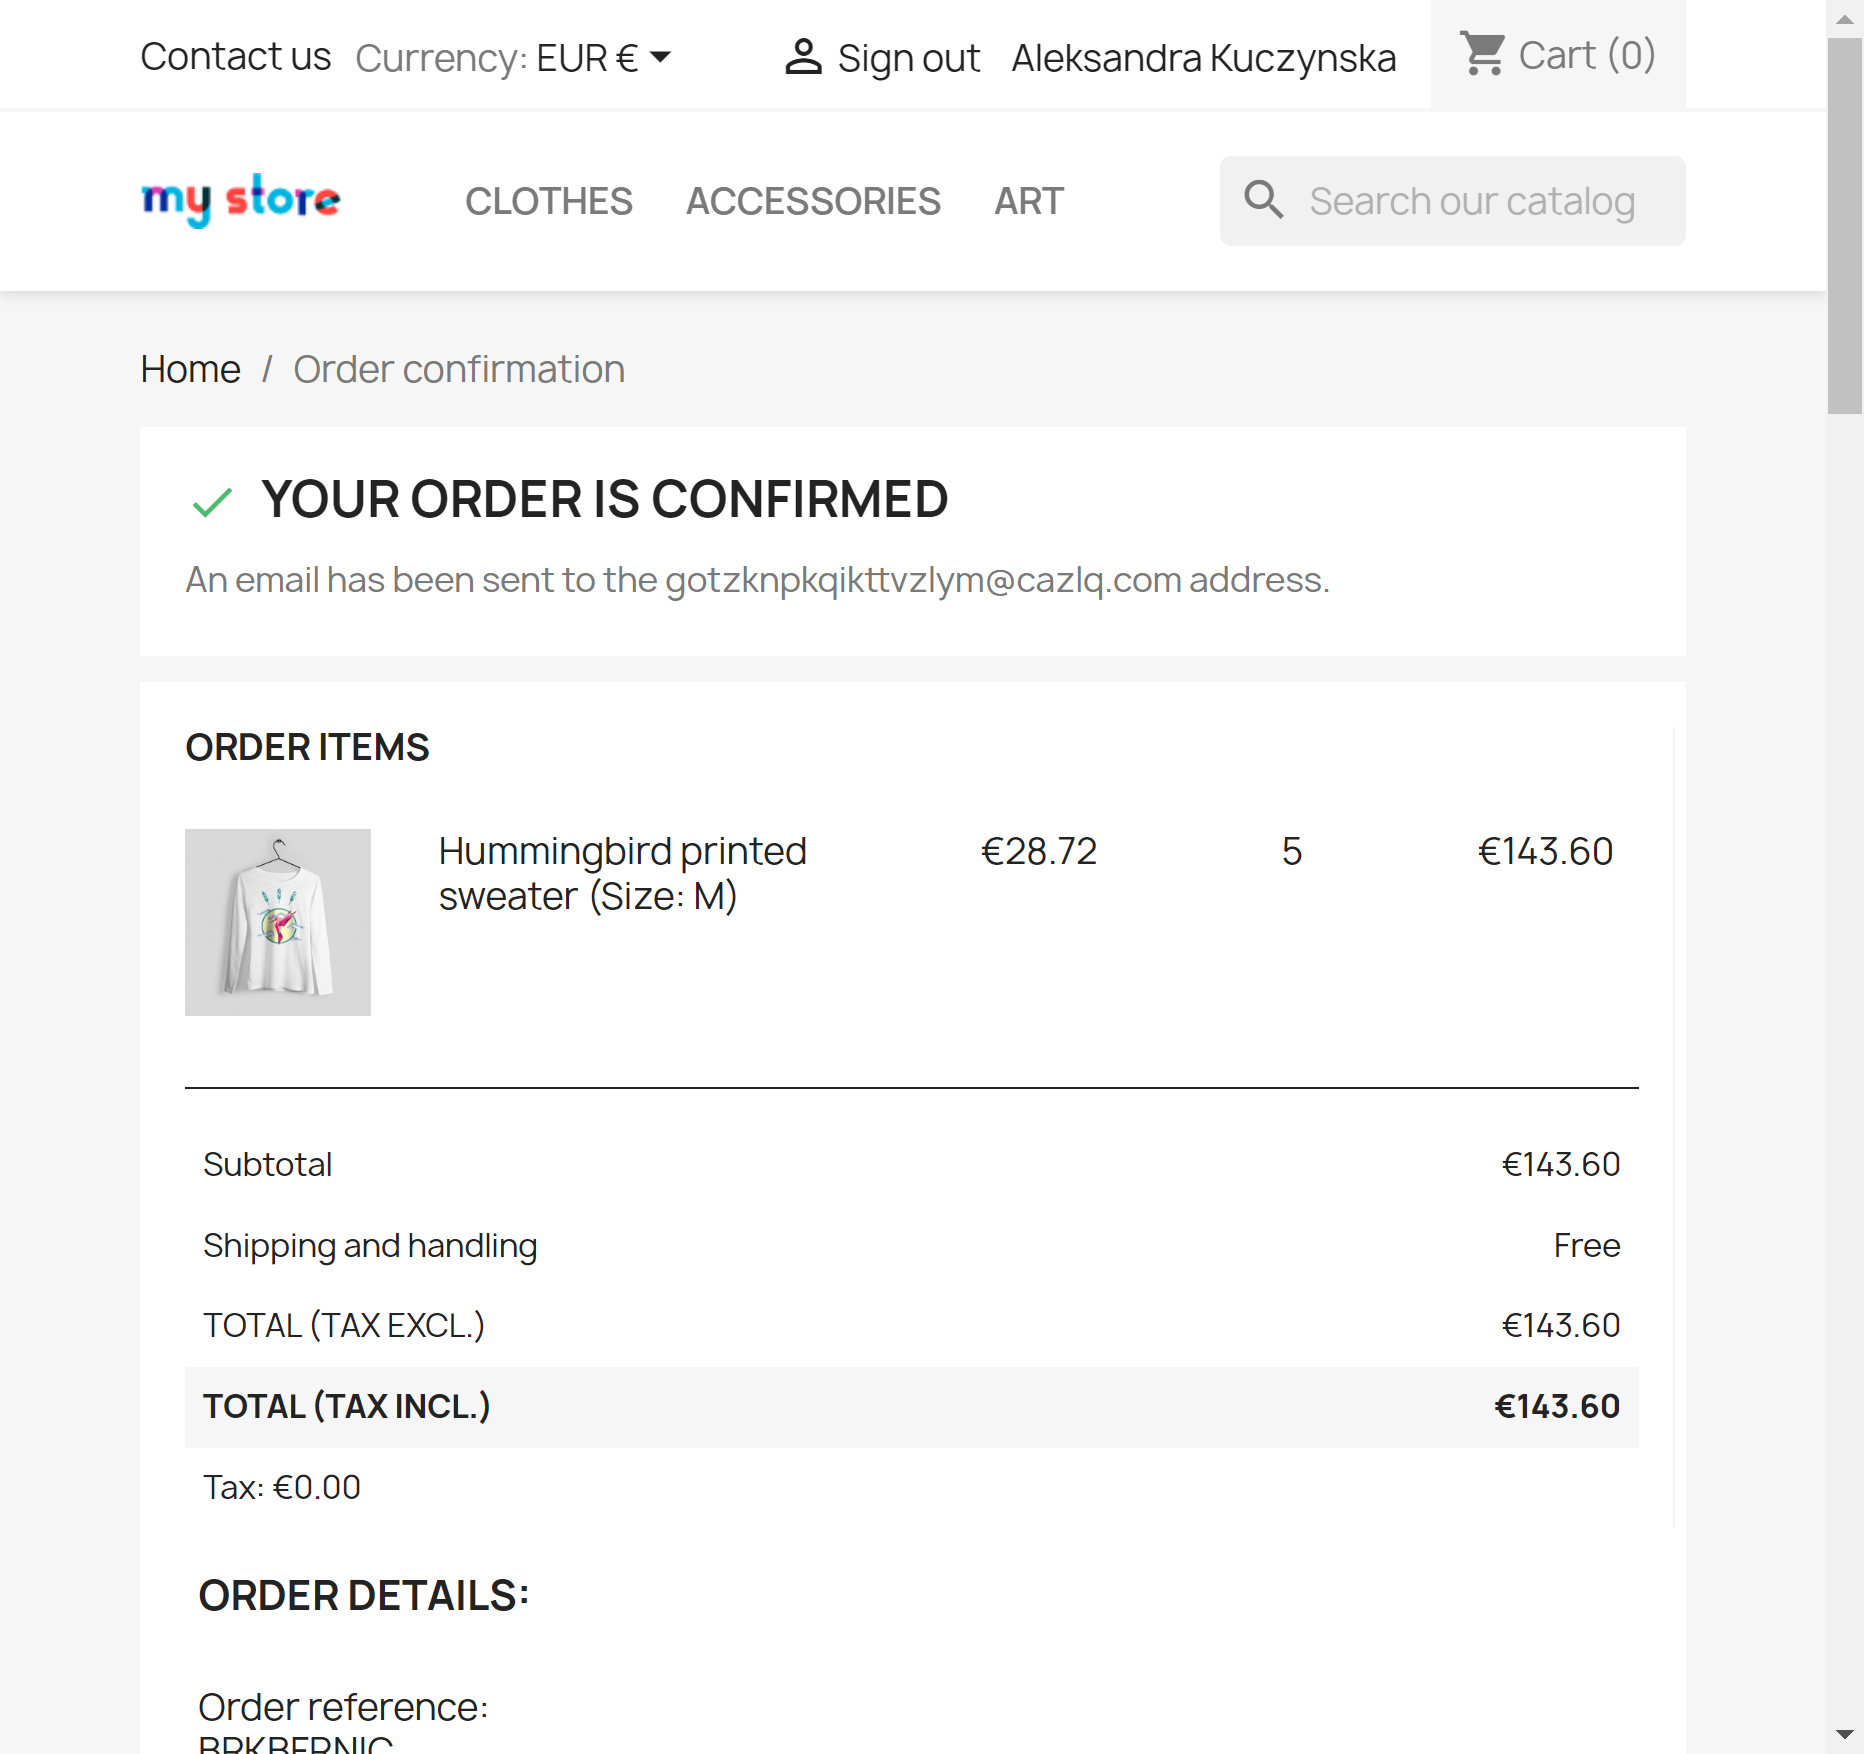 Contact us Currency: EUR € Sign out Aleksandra Kuczynska Cart (0)
my store CLOTHES ACCESSORIES ART Search our catalog
Home / Order confirmation
YOUR ORDER IS CONFIRMED
An email has been sent to the gotzknpkqikttvzlym@cazlq.com address.
ORDER ITEMS
Hummingbird printed €28.72 5 €143.60
sweater (Size: M)
Subtotal €143.60
Shipping and handling Free
TOTAL (TAX EXCL.) €143.60
TOTAL (TAX INCL.) €143.60
Tax: €0.00
ORDER DETAILS:
Order reference:
BRKBFRNIC